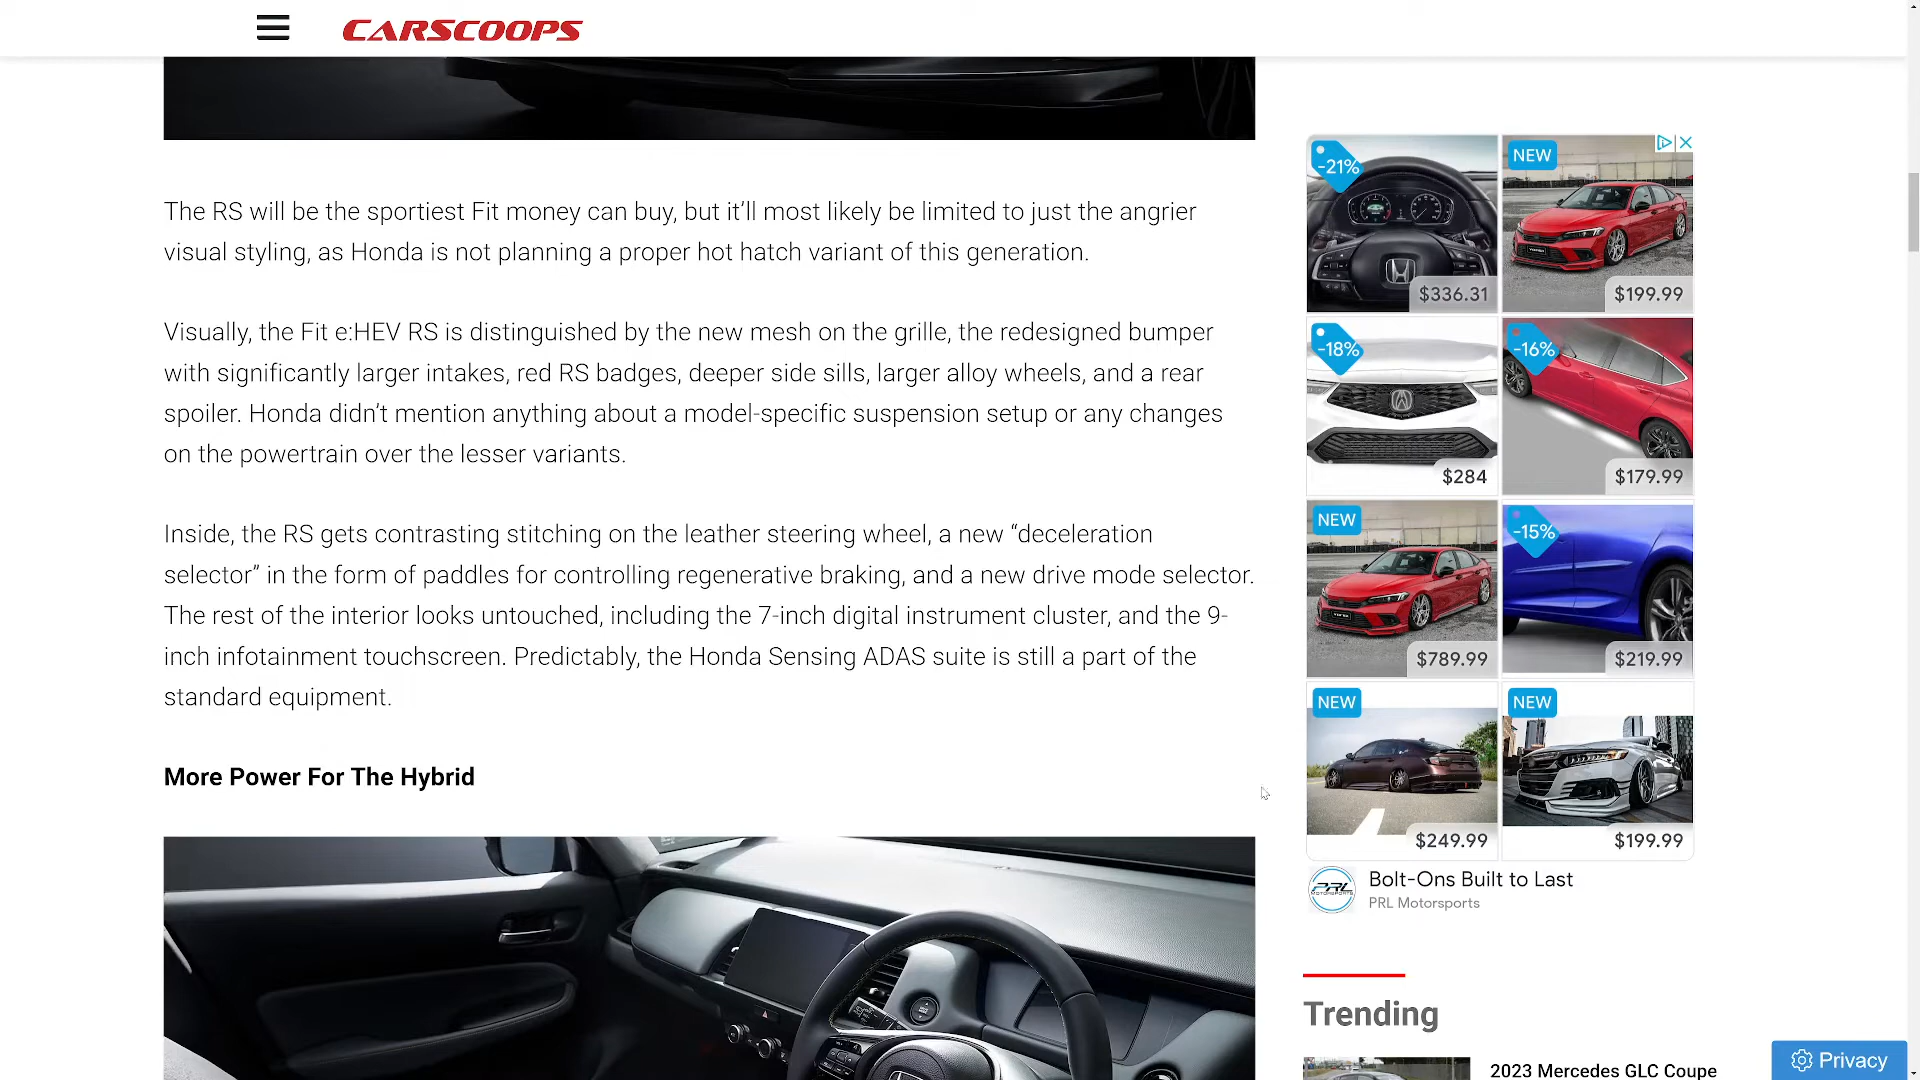 CARSCOOPS
The RS will be the sportiest Fit money can buy, but it’ll most likely be limited to just the angrier
visual styling, as Honda is not planning a proper hot hatch variant of this generation.
Visually, the Fit e:HEV RS is distinguished by the new mesh on the grille, the redesigned bumper
with significantly larger intakes, red RS badges, deeper side sills, larger alloy wheels, and a rear
spoiler. Honda didn’t mention anything about a model-specific suspension setup or any changes
on the powertrain over the lesser variants.
Inside, the RS gets contrasting stitching on the leather steering wheel, a new “deceleration
selector” in the form of paddles for controlling regenerative braking, and a new drive mode selector.
The rest of the interior looks untouched, including the 7-inch digital instrument cluster, and the 9-
inch infotainment touchscreen. Predictably, the Honda Sensing ADAS suite is still a part of the
standard equipment.
More Power For The Hybrid
-21%
$336.31
NEW
$199.99
-18%
$284
-16%
$179.99
NEW
$789.99
-15%
$219.99
NEW
$249.99
NEW
$199.99
PRL
MOTORSPORTS
Bolt-Ons Built to Last
PRL Motorsports
Trending
2023 Mercedes GLC Coupe
Privacy